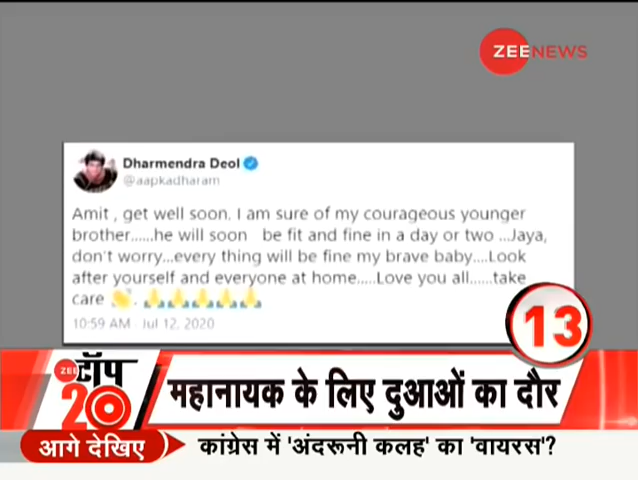 ZEENEWS
Dharmendra Deol
@aapkadharam
Amit , get well soon. I am sure of my courageous younger
brother......he will soon be fit and fine in a day or two ...Jaya,
don't worry...every thing will be fine my brave baby....Look
after yourself and everyone at home.....Love you all......take
care 👏. 🙏🙏🙏🙏🙏
10:59 AM · Jul 12, 2020
13
ZEE टॉप
20
महानायक के लिए दुआओं का दौर
आगे देखिए
कांग्रेस में 'अंदरूनी कलह' का 'वायरस'?